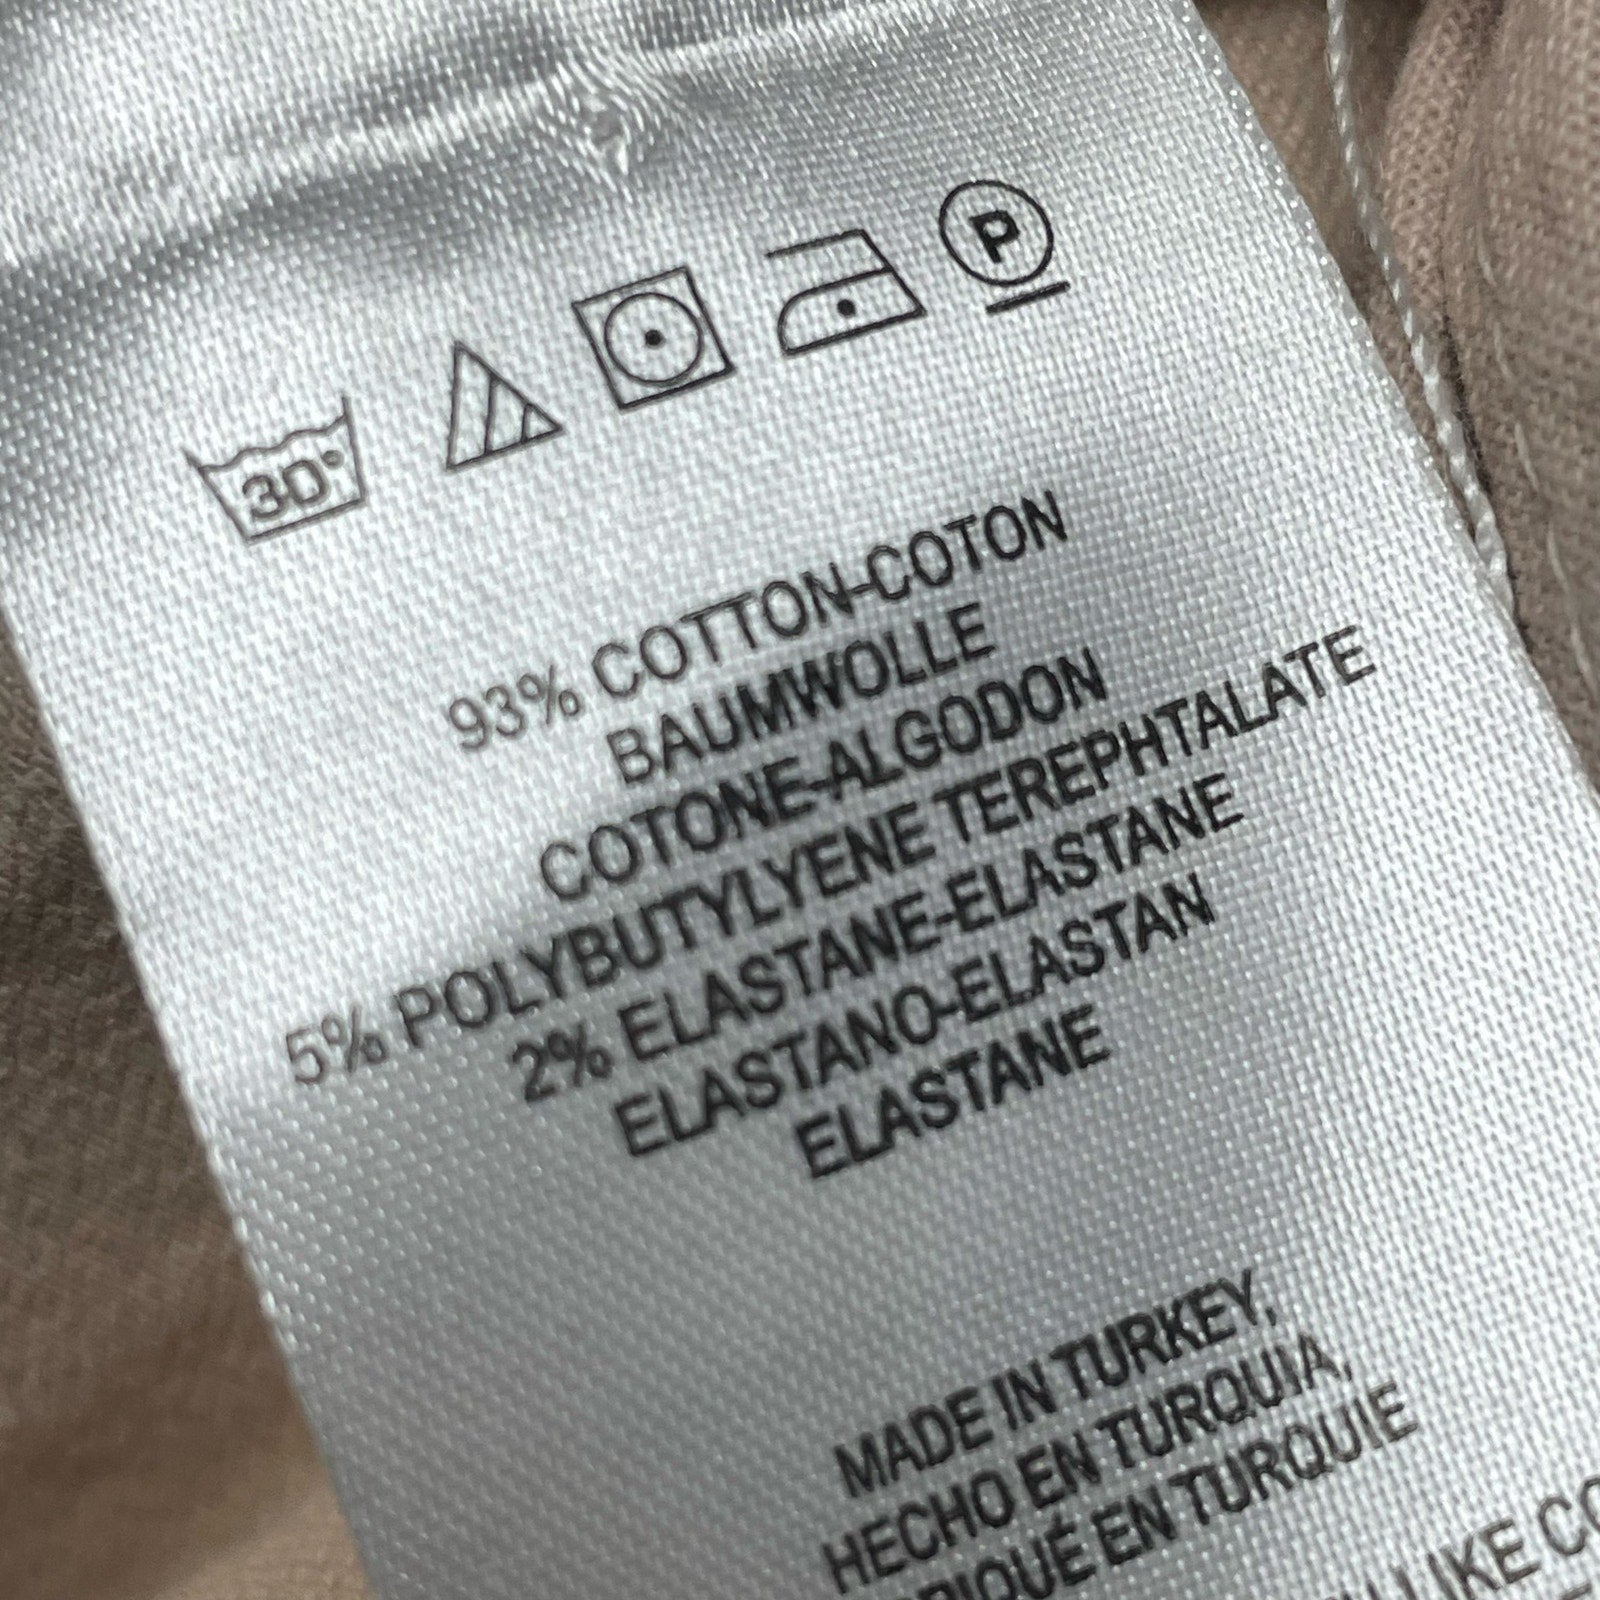 30°
P
93% COTTON-COTON
BAUMWOLLE
COTONE-ALGODON
5% POLYBUTYLYENE TEREPHTALATE
2% ELASTANE-ELASTANE
ELASTANO-ELASTAN
ELASTANE
MADE IN TURKEY,
HECHO EN TURQUIA,
EN TURQUIE
LIKE